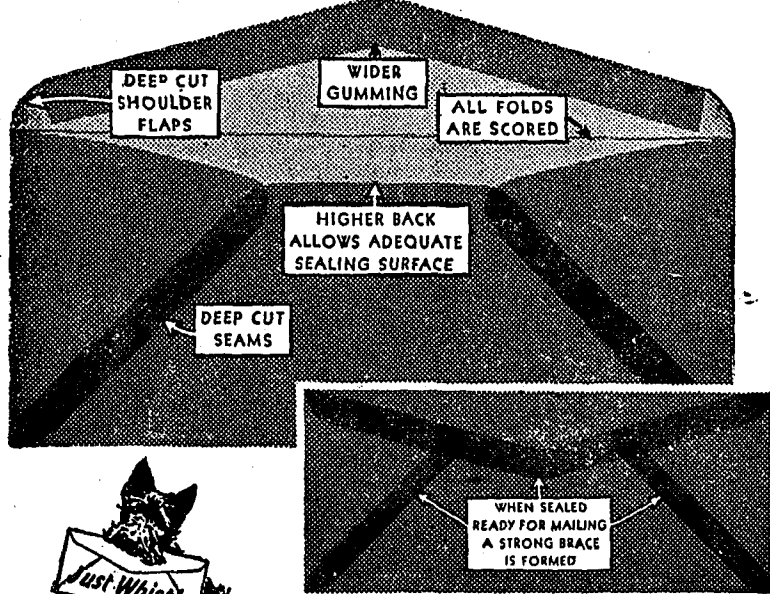 DEEP CUT
SHOULDER
FLAPS
WIDER
GUMMING
ALL FOLDS
ARE SCORED
HIGHER BACK
ALLOWS ADEQUATE
SEALING SURFACE
DEEP CUT
SEAMS
WHEN SEALED
READY FOR MAILING
A STRONG BRACE
IS FORMED
Just